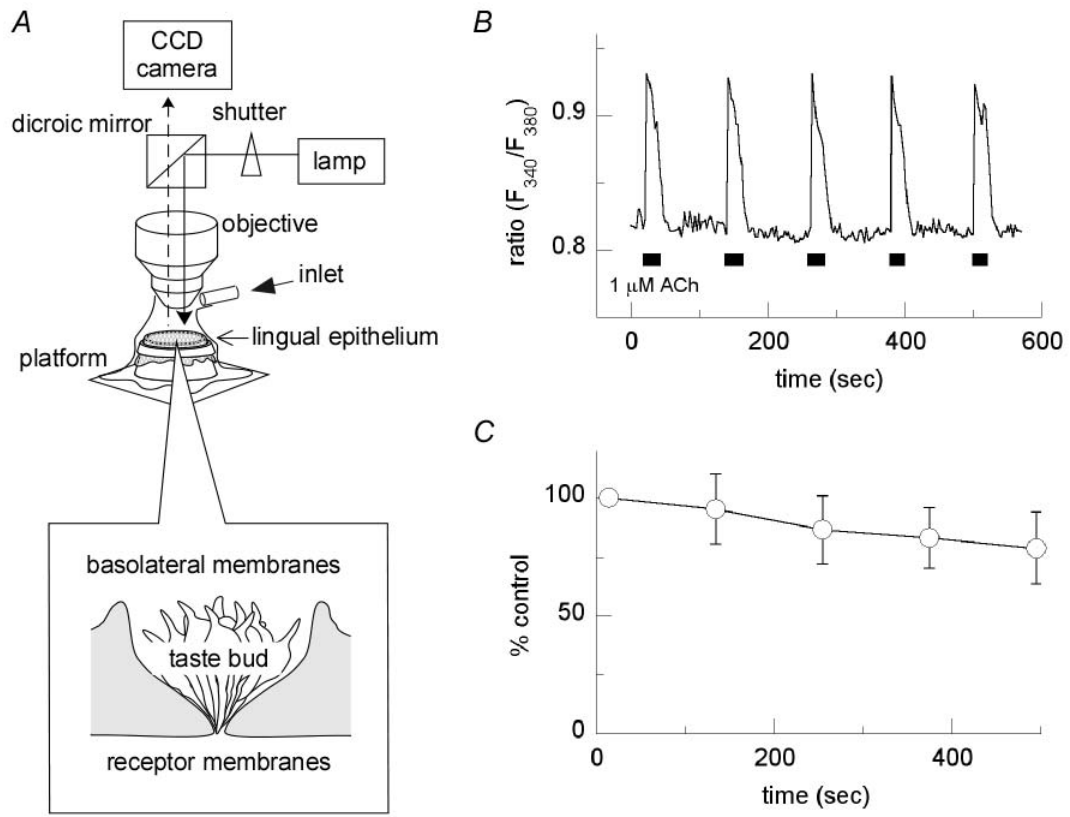 A
CCD
camera
dicroic mirror
shutter
lamp
objective
inlet
lingual epithelium
platform
basolateral membranes
taste bud
receptor membranes
B
ratio (F340/F380)
0.9
0.8
1 μM ACh
0 200 400 600
time (sec)
C
% control
100
50
0
0 200 400
time (sec)